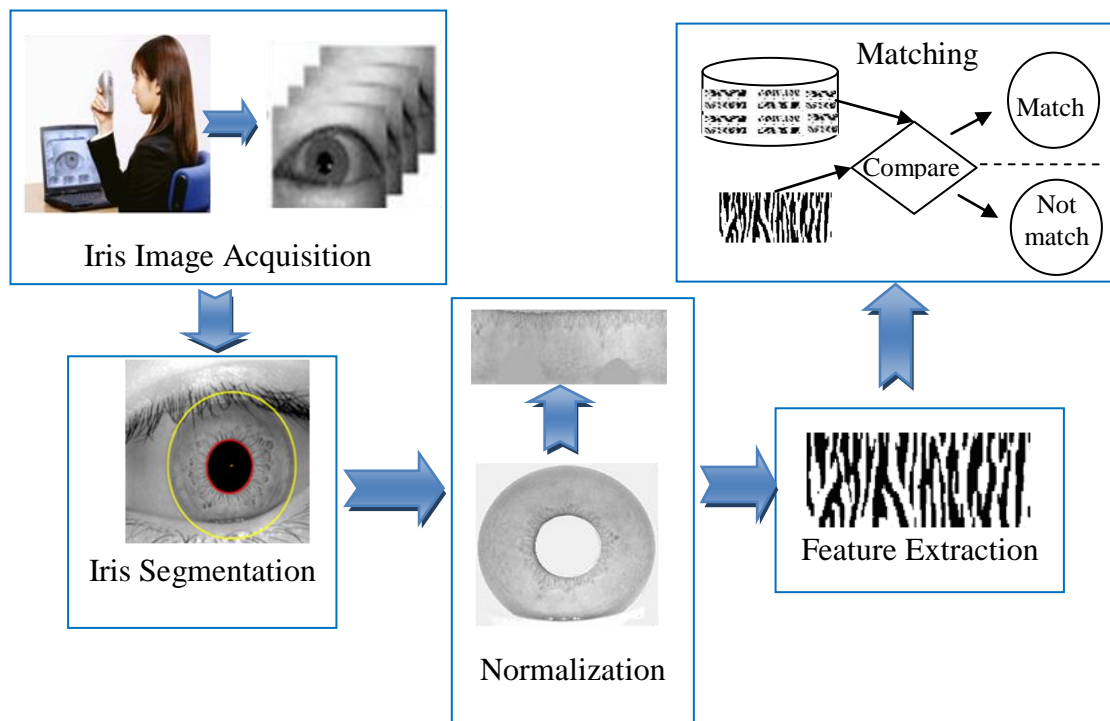 Iris Image Acquisition
Iris Segmentation
Normalization
Feature Extraction
Matching
Compare
Match
Not
match